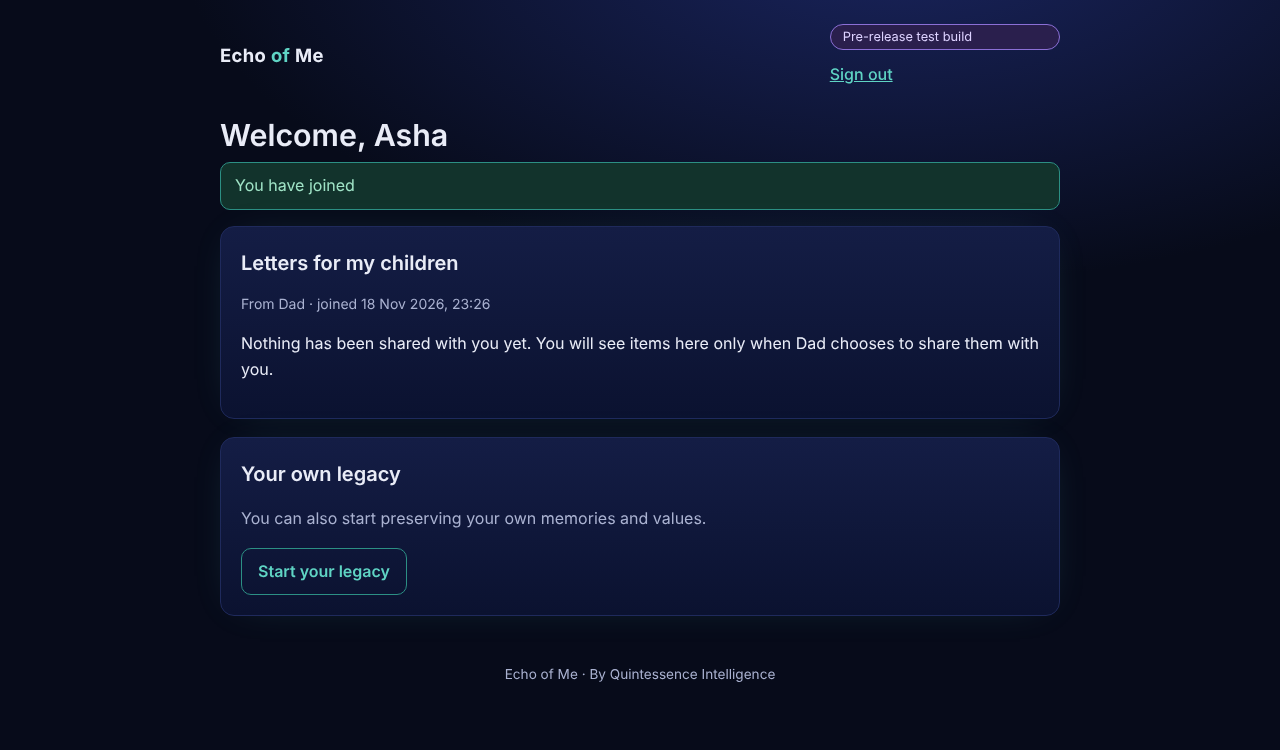 Echo of Me
Pre-release test build
Sign out
Welcome, Asha
You have joined
Letters for my children
From Dad · joined 18 Nov 2026, 23:26
Nothing has been shared with you yet. You will see items here only when Dad chooses to share them with
you.
Your own legacy
You can also start preserving your own memories and values.
Start your legacy
Echo of Me · By Quintessence Intelligence